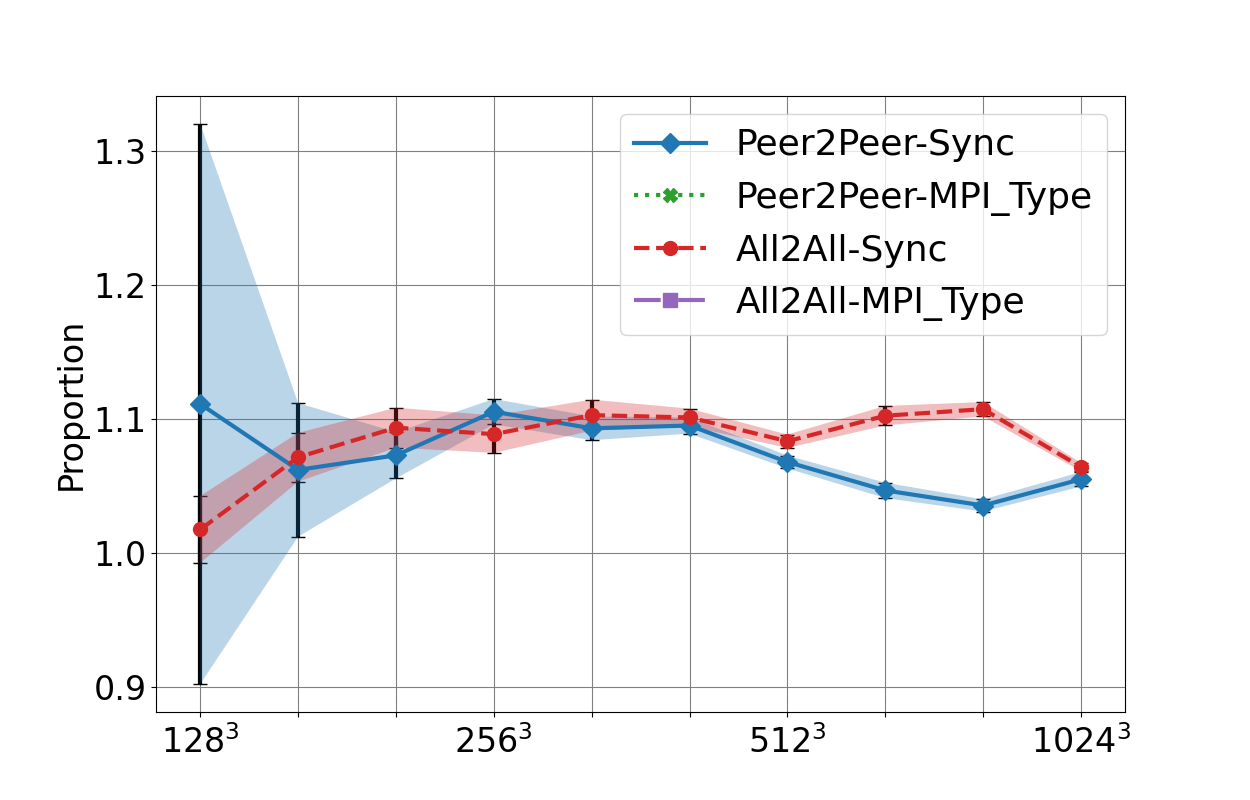 Peer2Peer-Sync
Peer2Peer-MPI_Type
All2All-Sync
All2All-MPI_Type
Proportion
1.3
1.2
1.1
1.0
0.9
128³ 256³ 512³ 1024³